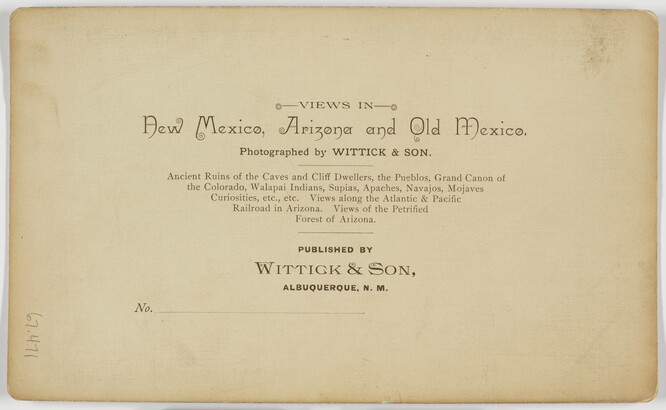 VIEWS IN
New Mexico, Arizona and Old Mexico.
Photographed by WITTICK & SON.
Ancient Ruins of the Caves and Cliff Dwellers, the Pueblos, Grand Canon of
the Colorado, Walapai Indians, Supias, Apaches, Navajos, Mojaves
Curiosities, etc., etc. Views along the Atlantic & Pacific
Railroad in Arizona. Views of the Petrified
Forest of Arizona.
PUBLISHED BY
WITTICK & SON,
ALBUQUERQUE, N. M.
No.
67.471